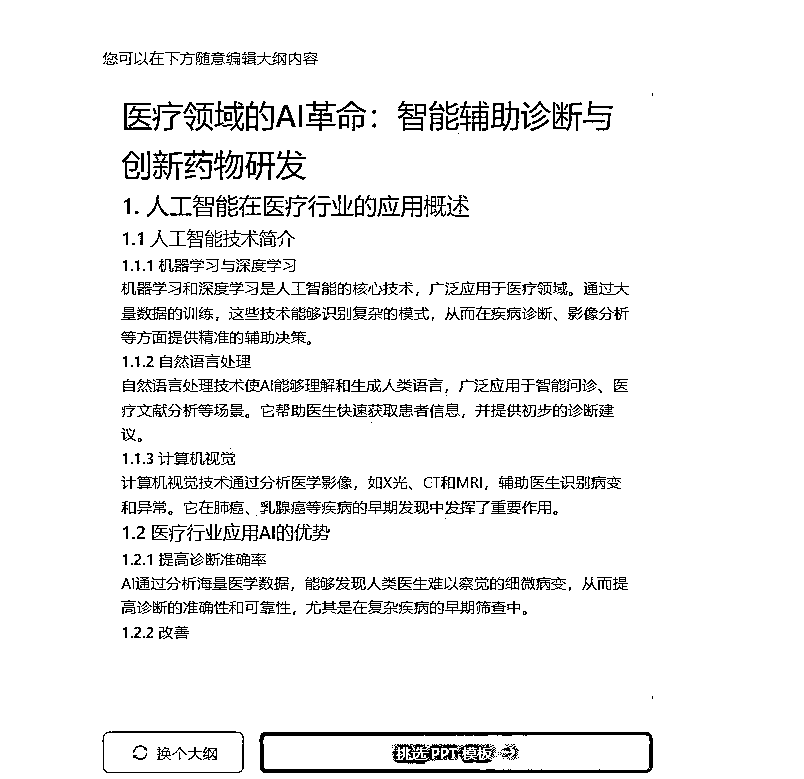 您可以在下方随意编辑大纲内容
医疗领域的AI革命：智能辅助诊断与
创新药物研发
1. 人工智能在医疗行业的应用概述
1.1 人工智能技术简介
1.1.1 机器学习与深度学习
机器学习和深度学习是人工智能的核心技术，广泛应用于医疗领域。通过大
量数据的训练，这些技术能够识别复杂的模式，从而在疾病诊断、影像分析
等方面提供精准的辅助决策。
1.1.2 自然语言处理
自然语言处理技术使AI能够理解和生成人类语言，广泛应用于智能问诊、医
疗文献分析等场景。它帮助医生快速获取患者信息，并提供初步的诊断建
议。
1.1.3 计算机视觉
计算机视觉技术通过分析医学影像，如X光、CT和MRI，辅助医生识别病变
和异常。它在肺癌、乳腺癌等疾病的早期发现中发挥了重要作用。
1.2 医疗行业应用AI的优势
1.2.1 提高诊断准确率
AI通过分析海量医学数据，能够发现人类医生难以察觉的细微病变，从而提
高诊断的准确性和可靠性，尤其是在复杂疾病的早期筛查中。
1.2.2 改善
换个大纲
挑选 PPT 模板